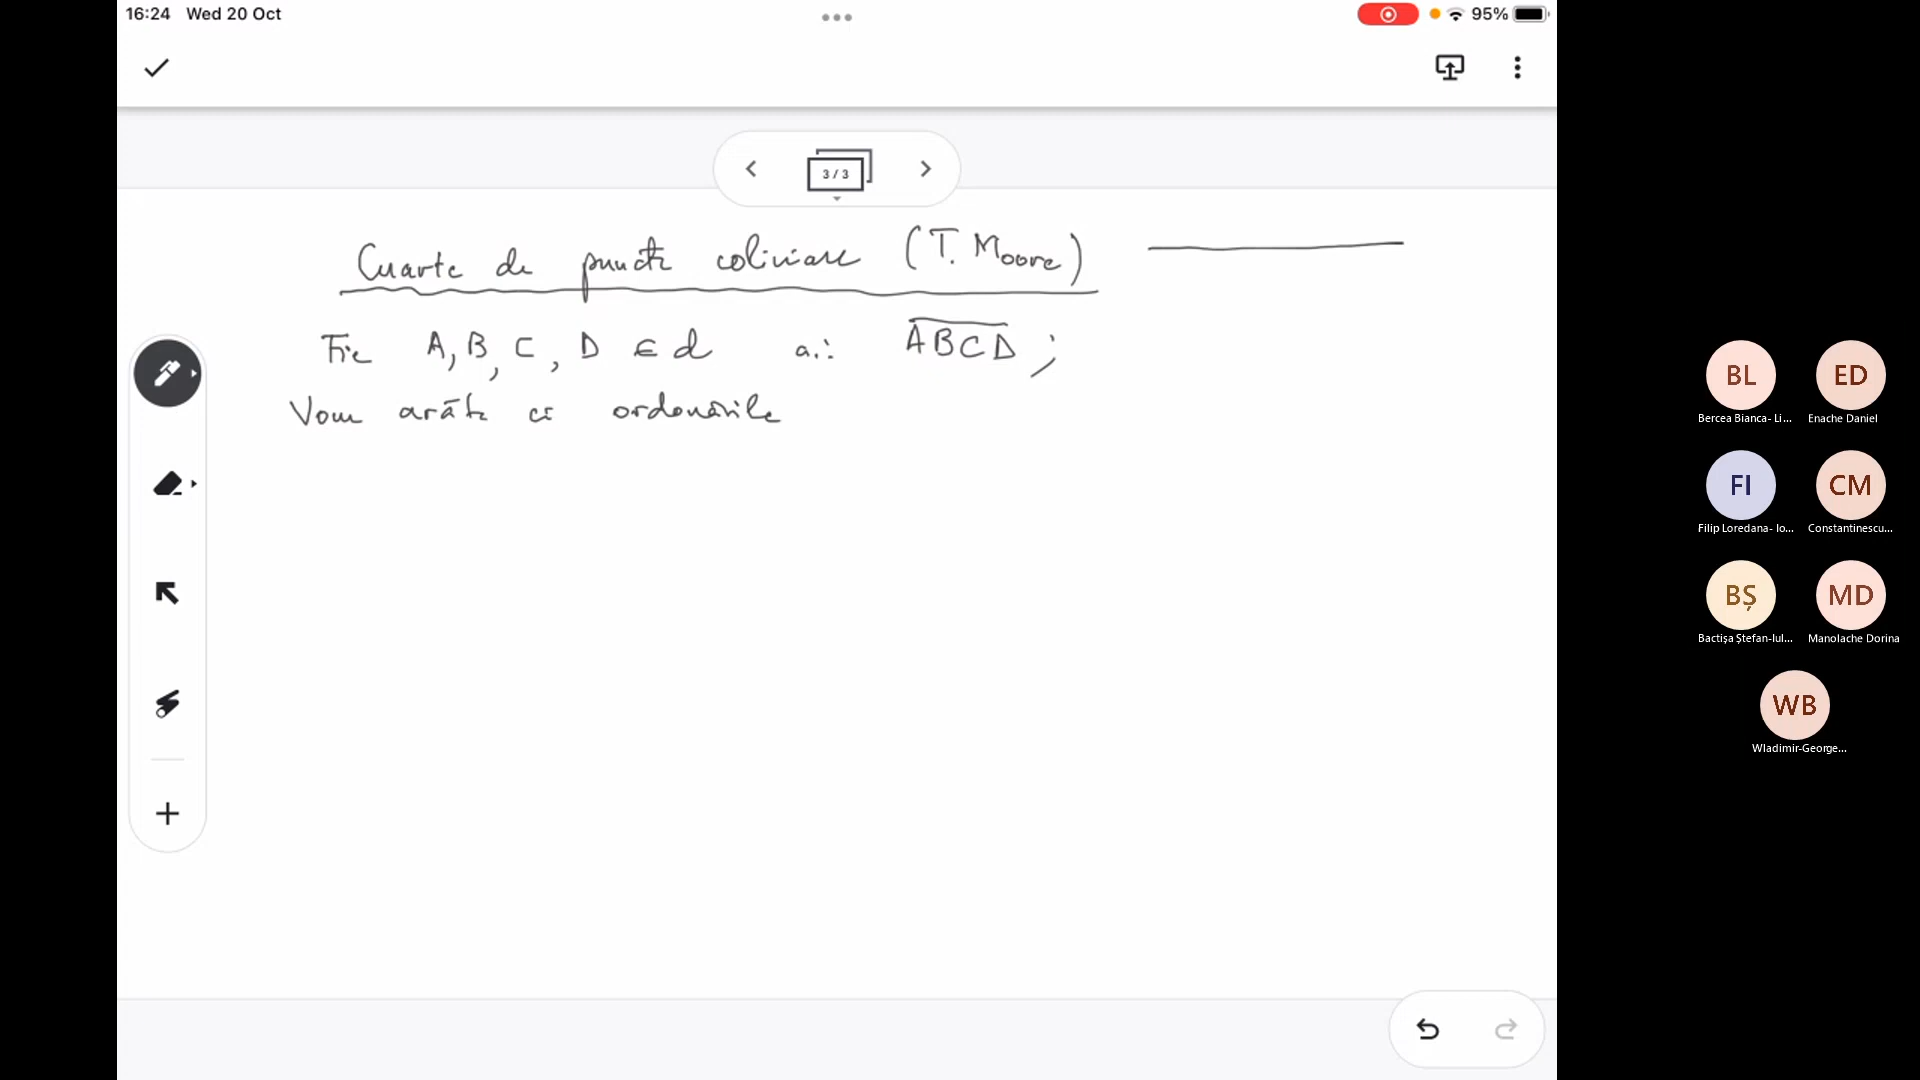 16:24 Wed 20 Oct
95%
3 / 3
Cuarte de puncte coliniare (T. Moore)
Fie A, B, C, D ∈ d a.î. A͞B͞C͞D͞ ;
Vom arăta că ordonările
BL
ED
Bercea Bianca- Li...
Enache Daniel
FI
CM
Filip Loredana- Io...
Constantinescu...
BȘ
MD
Bactișa Ștefan-Iul...
Manolache Dorina
WB
Wladimir-George...